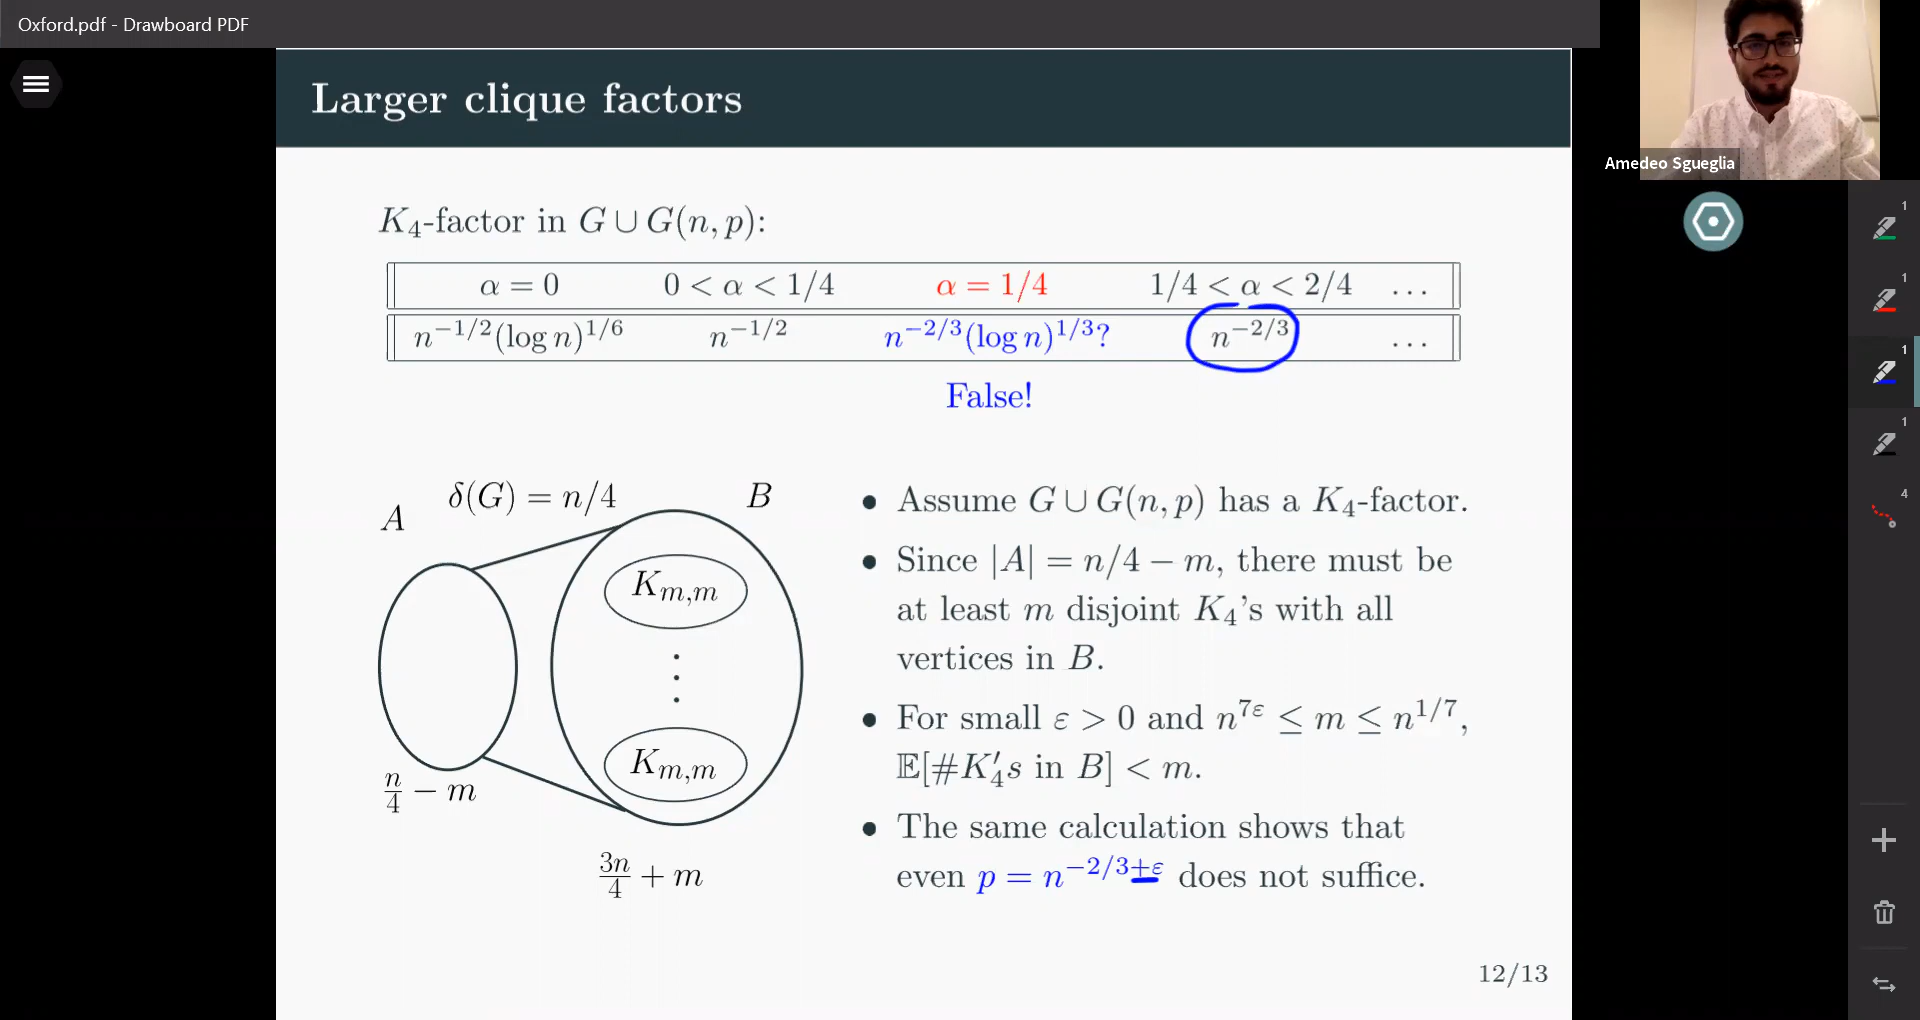 Oxford.pdf - Drawboard PDF
Larger clique factors
Amedeo Sgueglia
K₄-factor in G ∪ G(n, p):
α = 0 0 < α < 1/4 α = 1/4 1/4 < α < 2/4 ...
n^{-1/2}(log n)^{1/6} n^{-1/2} n^{-2/3}(log n)^{1/3}? n^{-2/3} ...
False!
δ(G) = n/4
A
B
K_{m,m}
⋮
K_{m,m}
n/4 − m
3n/4 + m
• Assume G ∪ G(n, p) has a K₄-factor.
• Since |A| = n/4 − m, there must be
at least m disjoint K₄'s with all
vertices in B.
• For small ε > 0 and n^{7ε} ≤ m ≤ n^{1/7},
𝔼[#K₄′s in B] < m.
• The same calculation shows that
even p = n^{-2/3+ε} does not suffice.
12/13
1
1
1
1
4